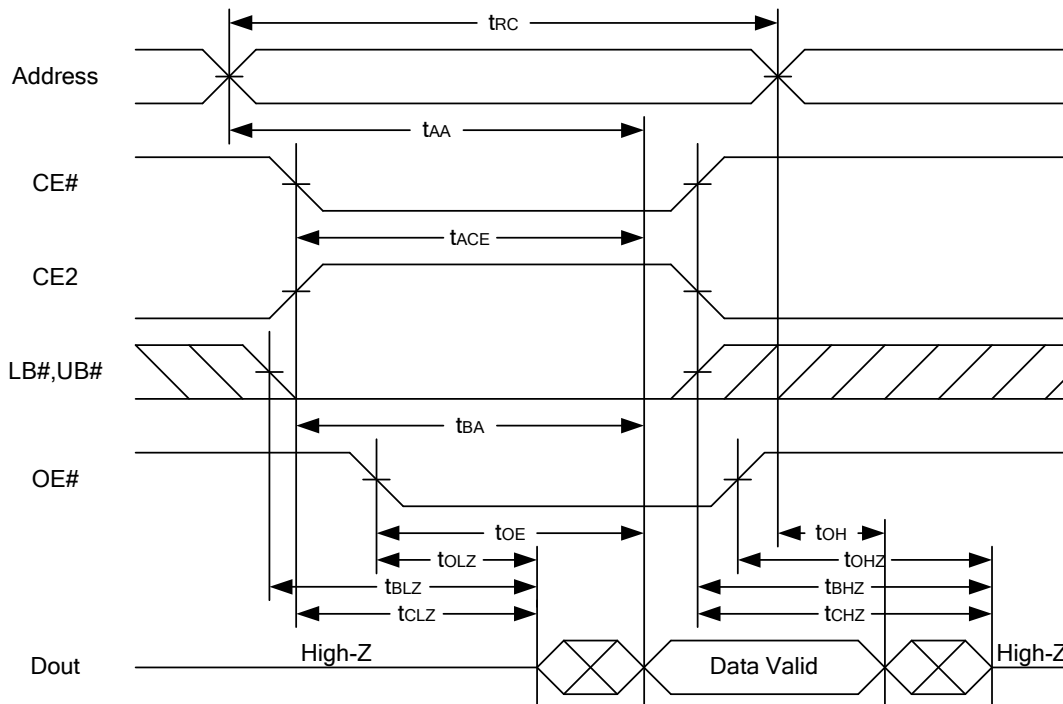 tRC
Address
tAA
CE#
tACE
CE2
LB#,UB#
tBA
OE#
tOE
tOH
tOLZ
tOHZ
tBLZ
tBHZ
tCLZ
tCHZ
Dout
High-Z
Data Valid
High-Z